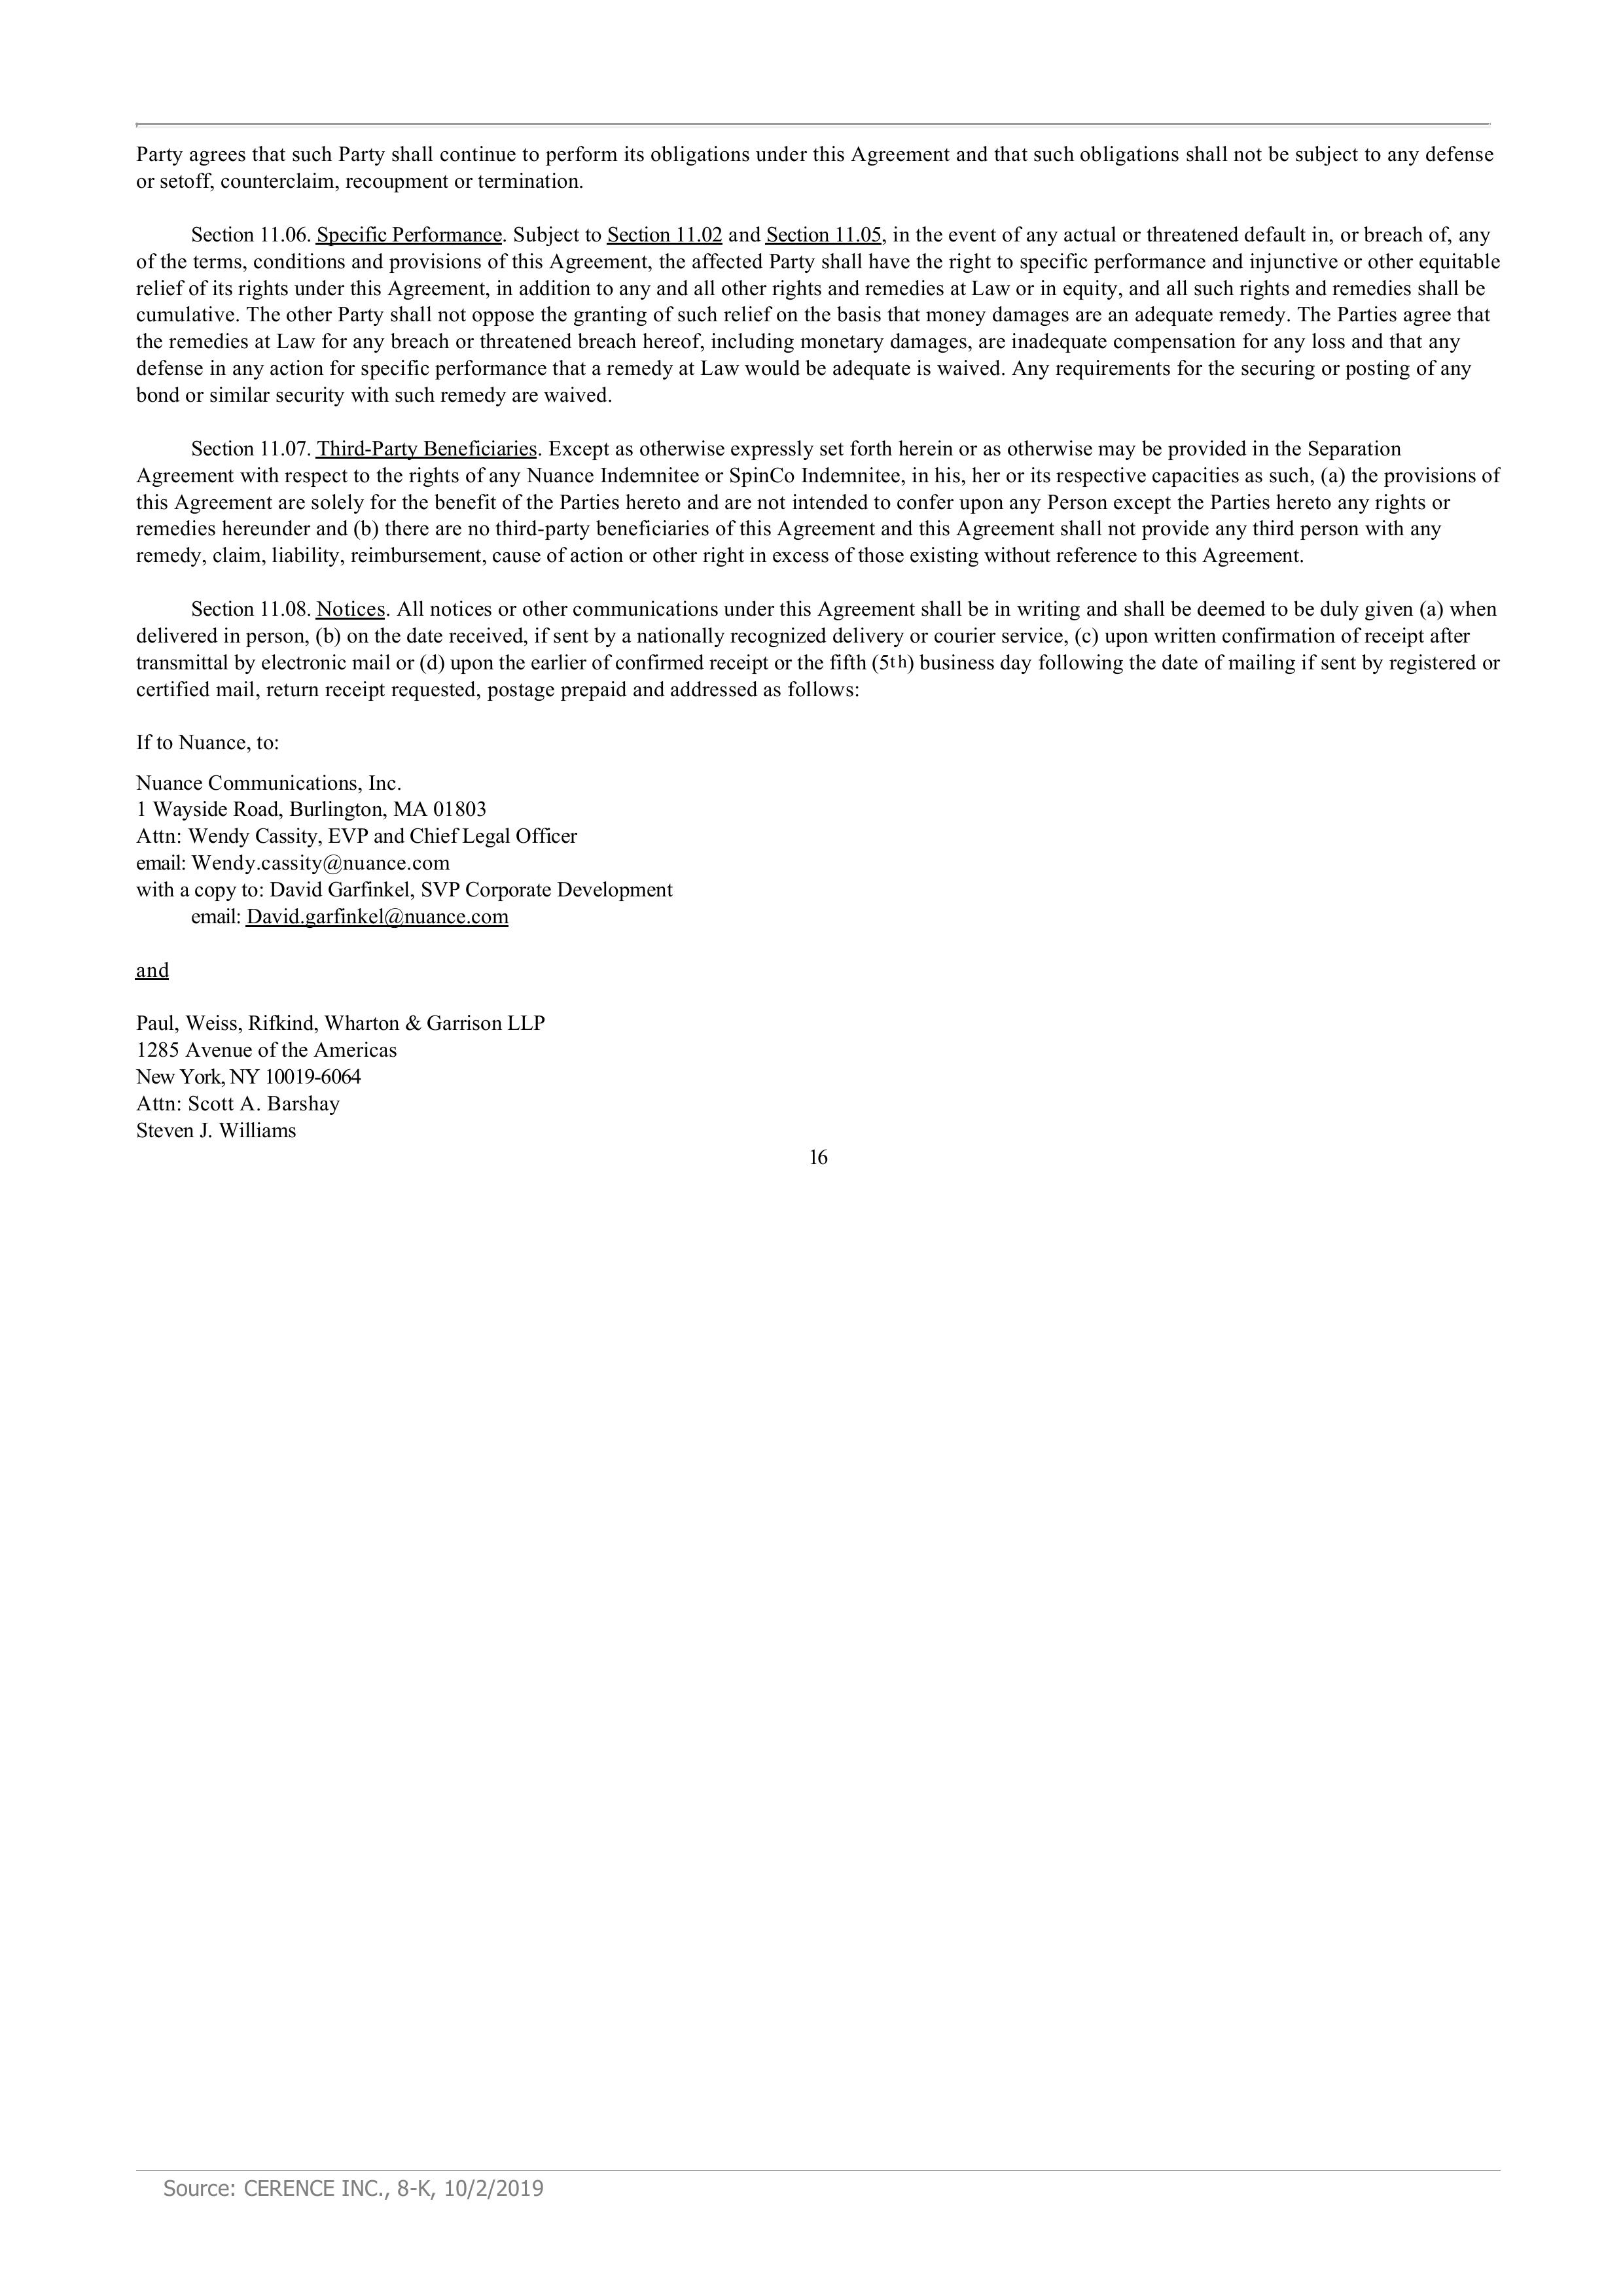 Party agrees that such Party shall continue to perform its obligations under this Agreement and that such obligations shall not be subject to any defense
or setoff, counterclaim, recoupment or termination.
Section 11.06. Specific Performance. Subject to Section 11.02 and Section 11.05, in the event of any actual or threatened default in, or breach of, any
of the terms, conditions and provisions of this Agreement, the affected Party shall have the right to specific performance and injunctive or other equitable
relief of its rights under this Agreement, in addition to any and all other rights and remedies at Law or in equity, and all such rights and remedies shall be
cumulative. The other Party shall not oppose the granting of such relief on the basis that money damages are an adequate remedy. The Parties agree that
the remedies at Law for any breach or threatened breach hereof, including monetary damages, are inadequate compensation for any loss and that any
defense in any action for specific performance that a remedy at Law would be adequate is waived. Any requirements for the securing or posting of any
bond or similar security with such remedy are waived.
Section 11.07. Third-Party Beneficiaries. Except as otherwise expressly set forth herein or as otherwise may be provided in the Separation
Agreement with respect to the rights of any Nuance Indemnitee or SpinCo Indemnitee, in his, her or its respective capacities as such, (a) the provisions of
this Agreement are solely for the benefit of the Parties hereto and are not intended to confer upon any Person except the Parties hereto any rights or
remedies hereunder and (b) there are no third-party beneficiaries of this Agreement and this Agreement shall not provide any third person with any
remedy, claim, liability, reimbursement, cause of action or other right in excess of those existing without reference to this Agreement.
Section 11.08. Notices. All notices or other communications under this Agreement shall be in writing and shall be deemed to be duly given (a) when
delivered in person, (b) on the date received, if sent by a nationally recognized delivery or courier service, (c) upon written confirmation of receipt after
transmittal by electronic mail or (d) upon the earlier of confirmed receipt or the fifth (5th) business day following the date of mailing if sent by registered or
certified mail, return receipt requested, postage prepaid and addressed as follows:
If to Nuance, to:
Nuance Communications, Inc.
1 Wayside Road, Burlington, MA 01803
Attn: Wendy Cassity, EVP and Chief Legal Officer
email: Wendy.cassity@nuance.com
with a copy to: David Garfinkel, SVP Corporate Development
email: David.garfinkel@nuance.com
and
Paul, Weiss, Rifkind, Wharton & Garrison LLP
1285 Avenue of the Americas
New York, NY 10019-6064
Attn: Scott A. Barshay
Steven J. Williams
16
Source: CERENCE INC., 8-K, 10/2/2019